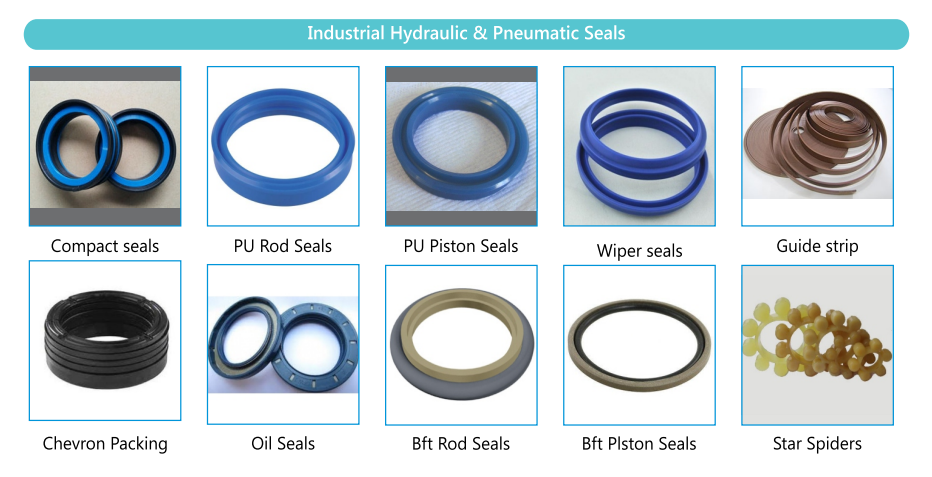 Industrial Hydraulic & Pneumatic Seals
Compact seals
PU Rod Seals
PU Piston Seals
Wiper seals
Guide strip
Chevron Packing
Oil Seals
Bft Rod Seals
Bft Plston Seals
Star Spiders